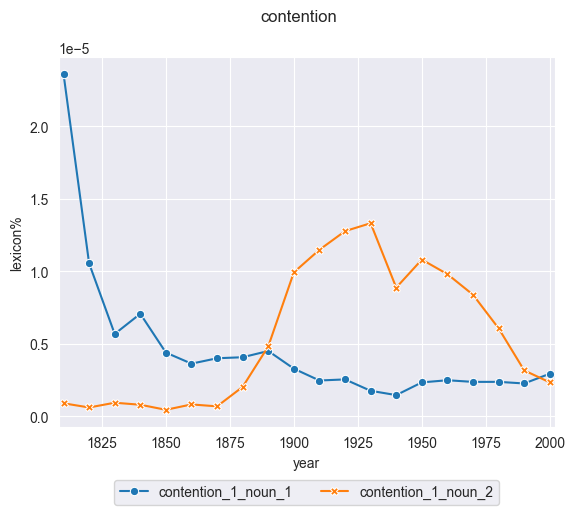 contention
1e−5
2.0
1.5
1.0
0.5
0.0
lexicon%
1825 1850 1875 1900 1925 1950 1975 2000
year
contention_1_noun_1 contention_1_noun_2